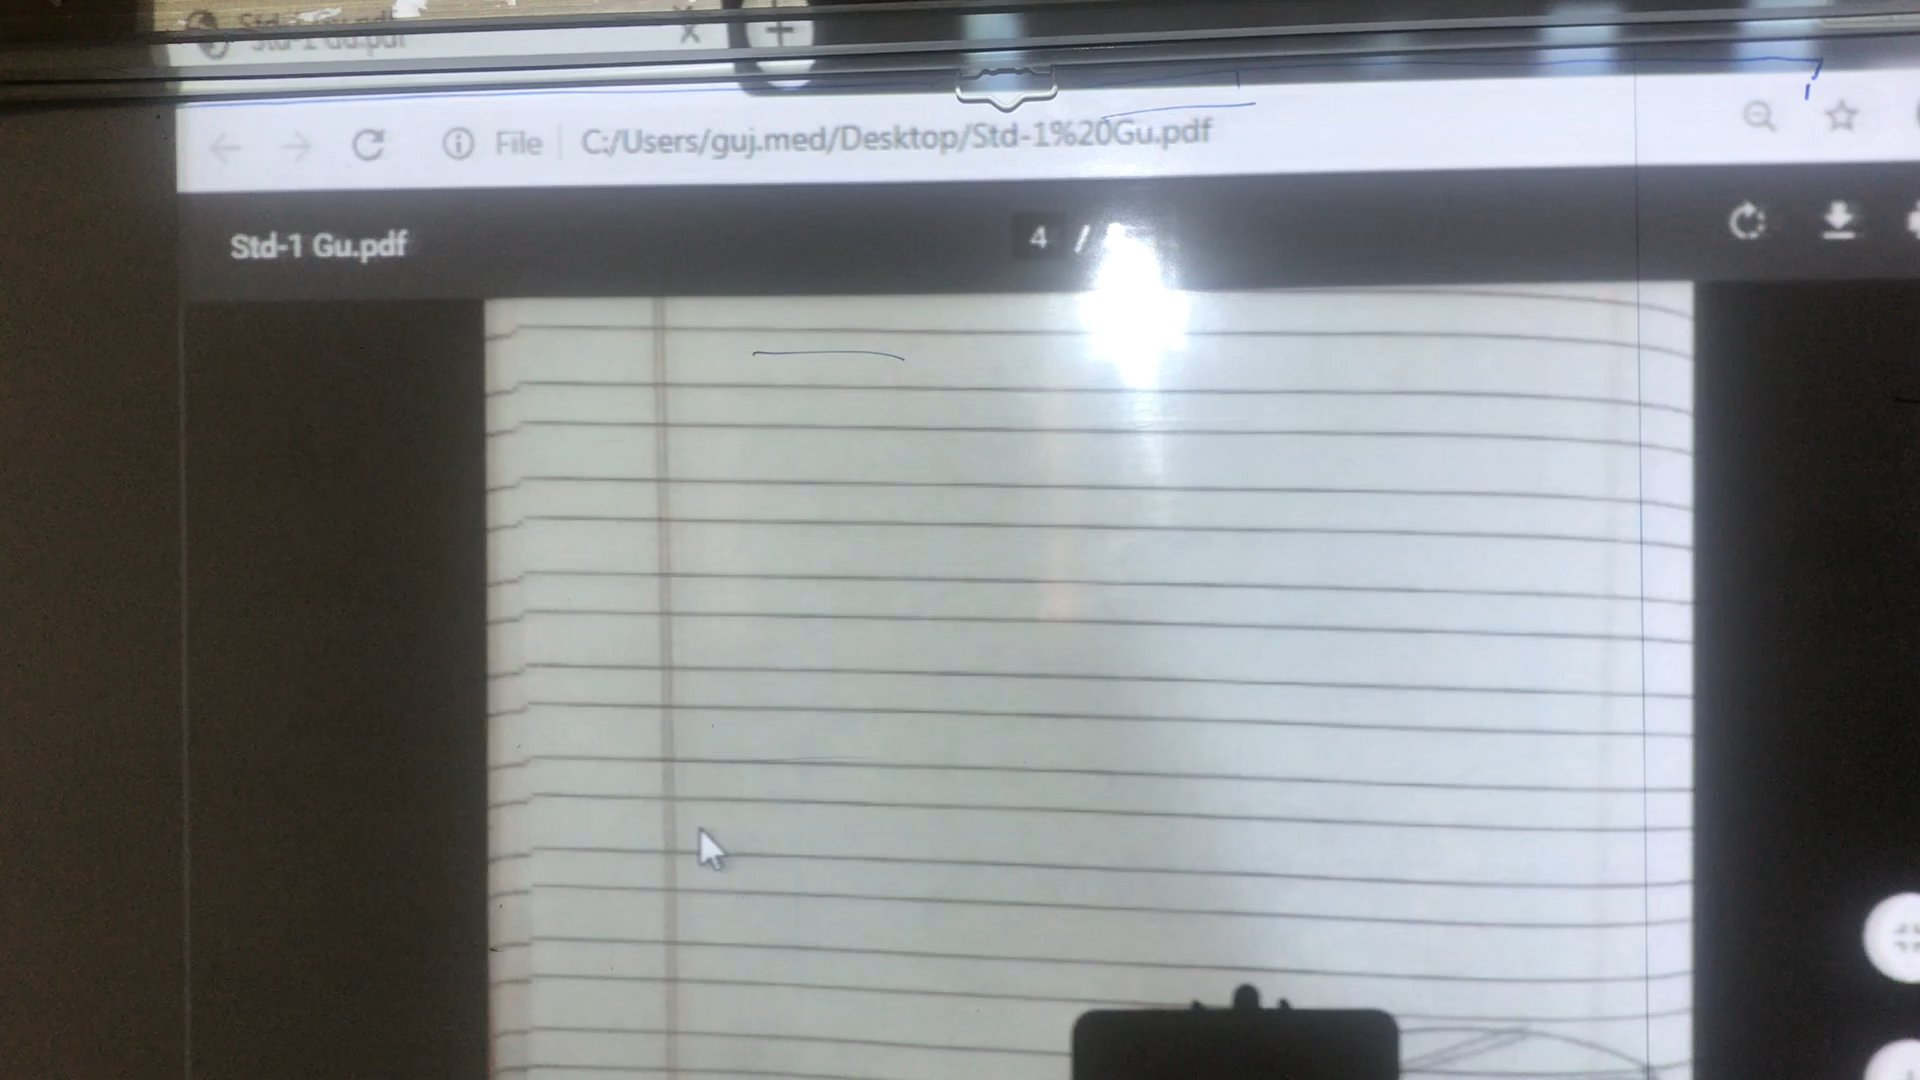 Std-1 Gu.pdf
File C:/Users/guj.med/Desktop/Std-1%20Gu.pdf
Std-1 Gu.pdf 4 /